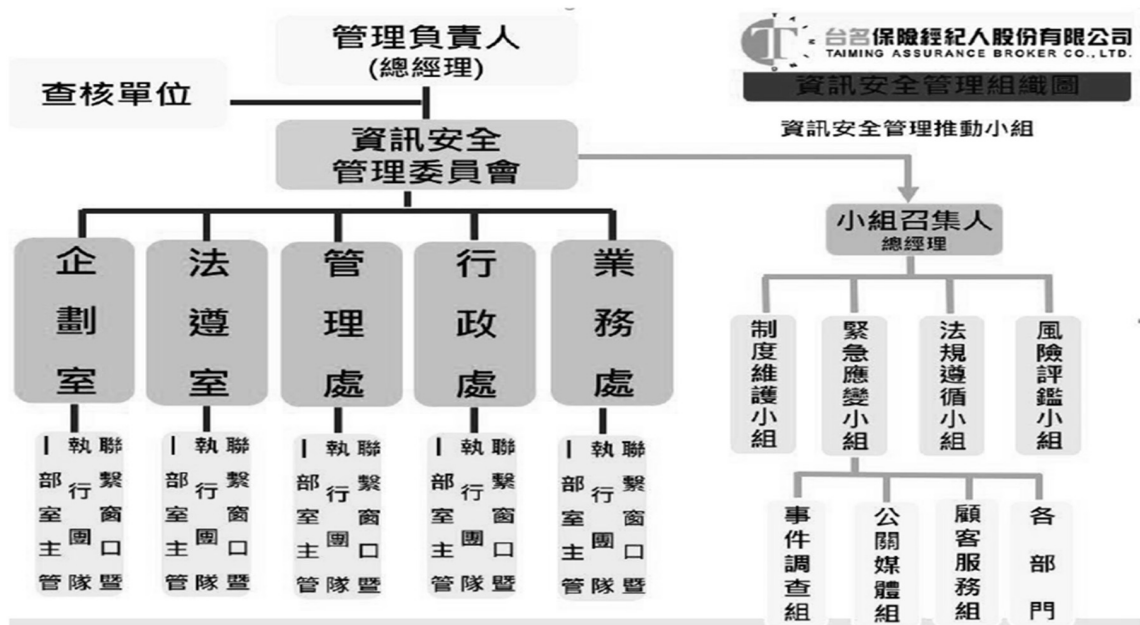 管理負責人
(總經理)
查核單位
資訊安全
管理委員會
台名保險經紀人股份有限公司
TAIMING ASSURANCE BROKER CO., LTD.
資訊安全管理組織圖
資訊安全管理推動小組
小組召集人
總經理
企劃室
法遵室
管理處
行政處
業務處
聯繫窗口暨
執行團隊
|部室主管
聯繫窗口暨
執行團隊
|部室主管
聯繫窗口暨
執行團隊
|部室主管
聯繫窗口暨
執行團隊
|部室主管
聯繫窗口暨
執行團隊
|部室主管
制度維護小組
緊急應變小組
法規遵循小組
風險評鑑小組
事件調查組
公關媒體組
顧客服務組
各部門